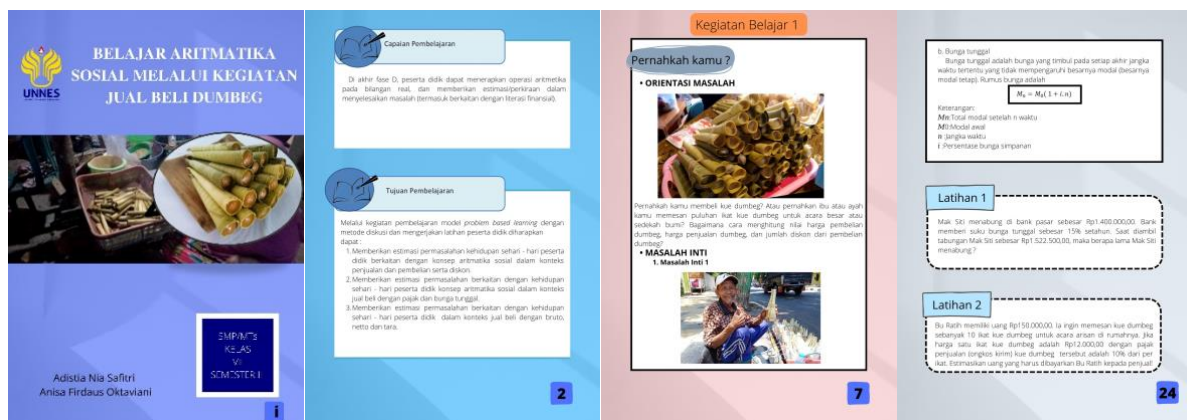 UNNES
BELAJAR ARITMATIKA
SOSIAL MELALUI KEGIATAN
JUAL BELI DUMBEG
SMP/MTs
KELAS
VII
SEMESTER II
Adistia Nia Safitri
Anisa Firdaus Oktaviani
i
Capaian Pembelajaran
Di akhir fase D, peserta didik dapat menerapkan operasi aritmetika
pada bilangan real, dan memberikan estimasi/perkiraan dalam
menyelesaikan masalah (termasuk berkaitan dengan literasi finansial).
Tujuan Pembelajaran
Melalui kegiatan pembelajaran model problem based learning dengan
metode diskusi dan mengerjakan latihan peserta didik diharapkan
dapat :
1. Memberikan estimasi permasalahan kehidupan sehari - hari peserta
didik berkaitan dengan konsep aritmatika sosial dalam konteks
penjualan dan pembelian serta diskon.
2. Memberikan estimasi permasalahan berkaitan dengan kehidupan
sehari - hari peserta didik konsep aritmatika sosial dalam konteks
jual beli dengan pajak dan bunga tunggal.
3. Memberikan estimasi permasalahan berkaitan dengan kehidupan
sehari - hari peserta didik dalam konteks jual beli dengan bruto,
netto dan tara.
2
Kegiatan Belajar 1
Pernahkah kamu ?
• ORIENTASI MASALAH
Pernahkah kamu membeli kue dumbeg? Atau pernahkan ibu atau ayah
kamu memesan puluhan ikat kue dumbeg untuk acara besar atau
sedekah bumi? Bagaimana cara menghitung nilai harga pembelian
dumbeg, harga penjualan dumbeg, dan jumlah diskon dari pembelian
dumbeg?
• MASALAH INTI
1. Masalah Inti 1
7
b. Bunga tunggal
Bunga tunggal adalah bunga yang timbul pada setiap akhir jangka
waktu tertentu yang tidak mempengaruhi besarnya modal (besarnya
modal tetap). Rumus bunga adalah
Mₙ = M₀( 1 + i.n)
Keterangan:
Mn:Total modal setelah n waktu
M0:Modal awal
n :Jangka waktu
i :Persentase bunga simpanan
Latihan 1
Mak Siti menabung di bank pasar sebesar Rp1.400.000,00. Bank
memberi suku bunga tunggal sebesar 15% setahun. Saat diambil
tabungan Mak Siti sebesar Rp1.522.500,00, maka berapa lama Mak Siti
menabung ?
Latihan 2
Bu Ratih memiliki uang Rp150.000,00. Ia ingin memesan kue dumbeg
sebanyak 10 ikat kue dumbeg untuk acara arisan di rumahnya. Jika
harga satu ikat kue dumbeg adalah Rp12.000,00 dengan pajak
penjualan (ongkos kirim) kue dumbeg tersebut adalah 10% dari per
ikat. Estimasikan uang yang harus dibayarkan Bu Ratih kepada penjual!
24